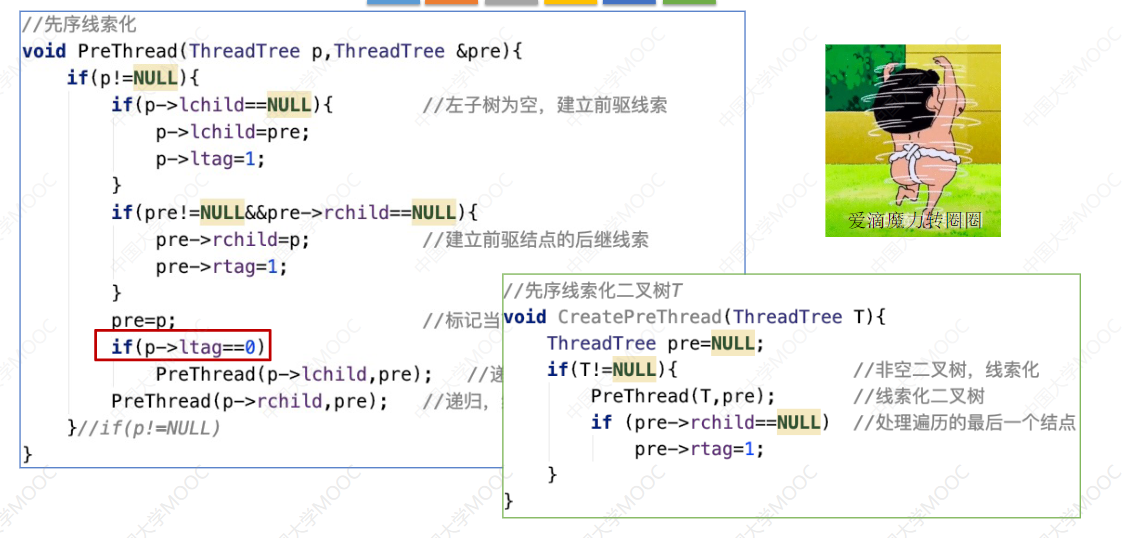 //先序线索化
void PreThread(ThreadTree p,ThreadTree &pre){
if(p!=NULL){
if(p->lchild==NULL){ //左子树为空，建立前驱线索
p->lchild=pre;
p->ltag=1;
}
if(pre!=NULL&&pre->rchild==NULL){
pre->rchild=p; //建立前驱结点的后继线索
pre->rtag=1;
}
pre=p; //标记当
if(p->ltag==0)
PreThread(p->lchild,pre); //递
PreThread(p->rchild,pre); //递归，
}//if(p!=NULL)
}
爱滴魔力转圈圈
//先序线索化二叉树T
void CreatePreThread(ThreadTree T){
ThreadTree pre=NULL;
if(T!=NULL){ //非空二叉树，线索化
PreThread(T,pre); //线索化二叉树
if (pre->rchild==NULL) //处理遍历的最后一个结点
pre->rtag=1;
}
}
中国大学MOOC